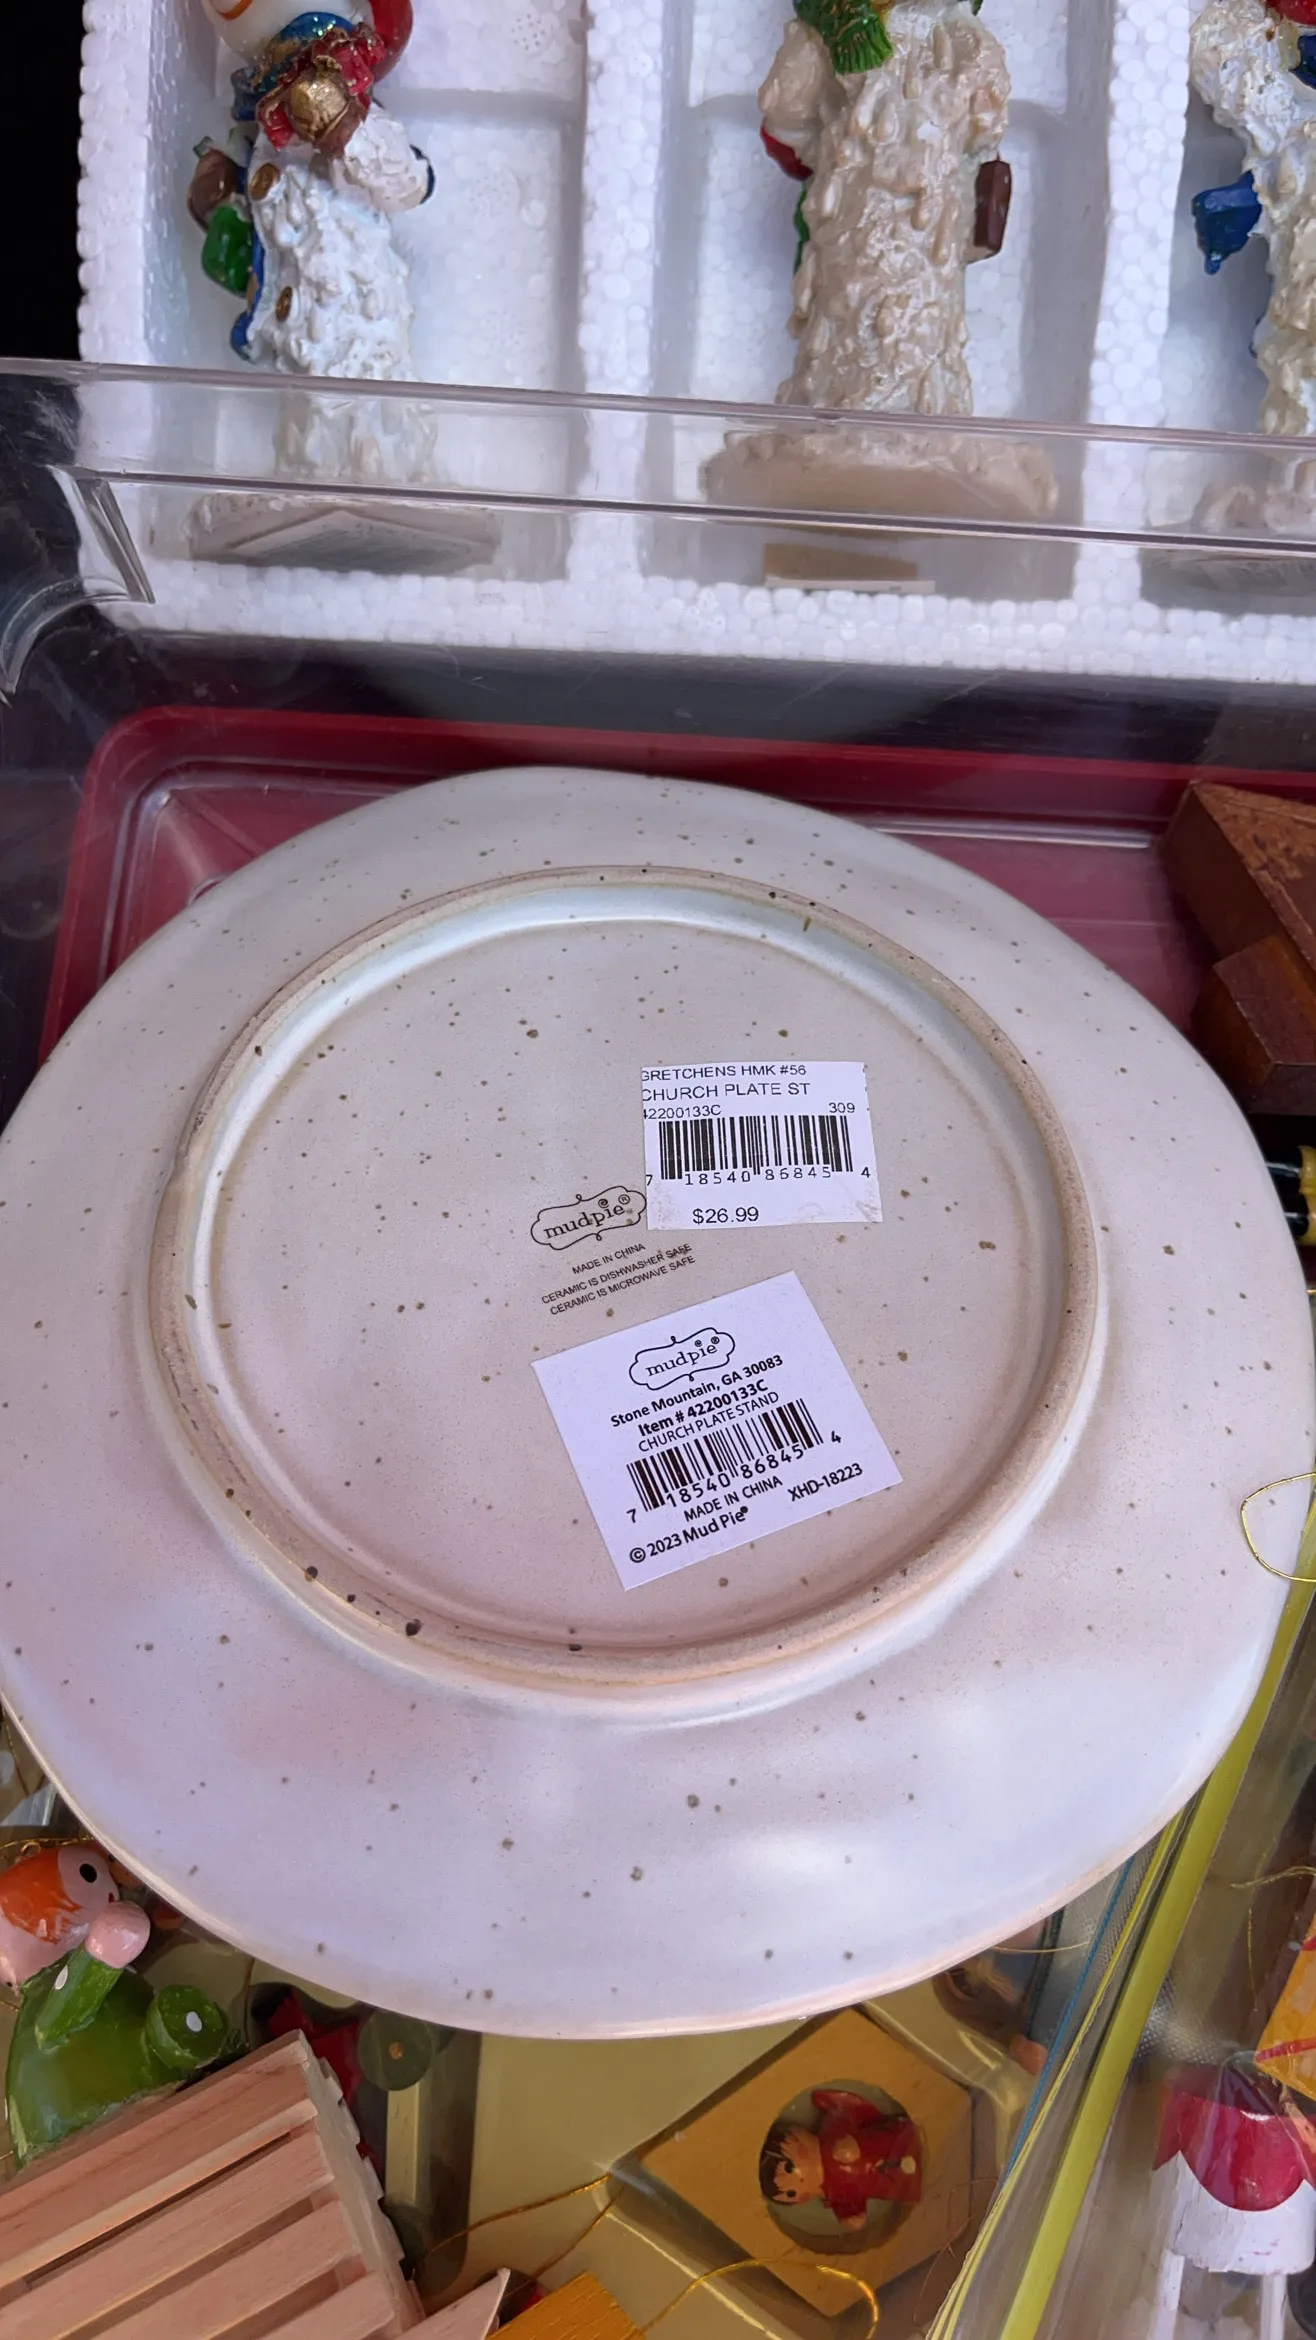 GRETCHENS HMK #56
CHURCH PLATE ST
42200133C 309
7 18540 86845 4
$26.99
mudpie®
MADE IN CHINA
CERAMIC IS DISHWASHER SAFE
CERAMIC IS MICROWAVE SAFE
mudpie®
Stone Mountain, GA 30083
Item # 42200133C
CHURCH PLATE STAND
7 18540 86845 4
MADE IN CHINA XHD-18223
© 2023 Mud Pie®